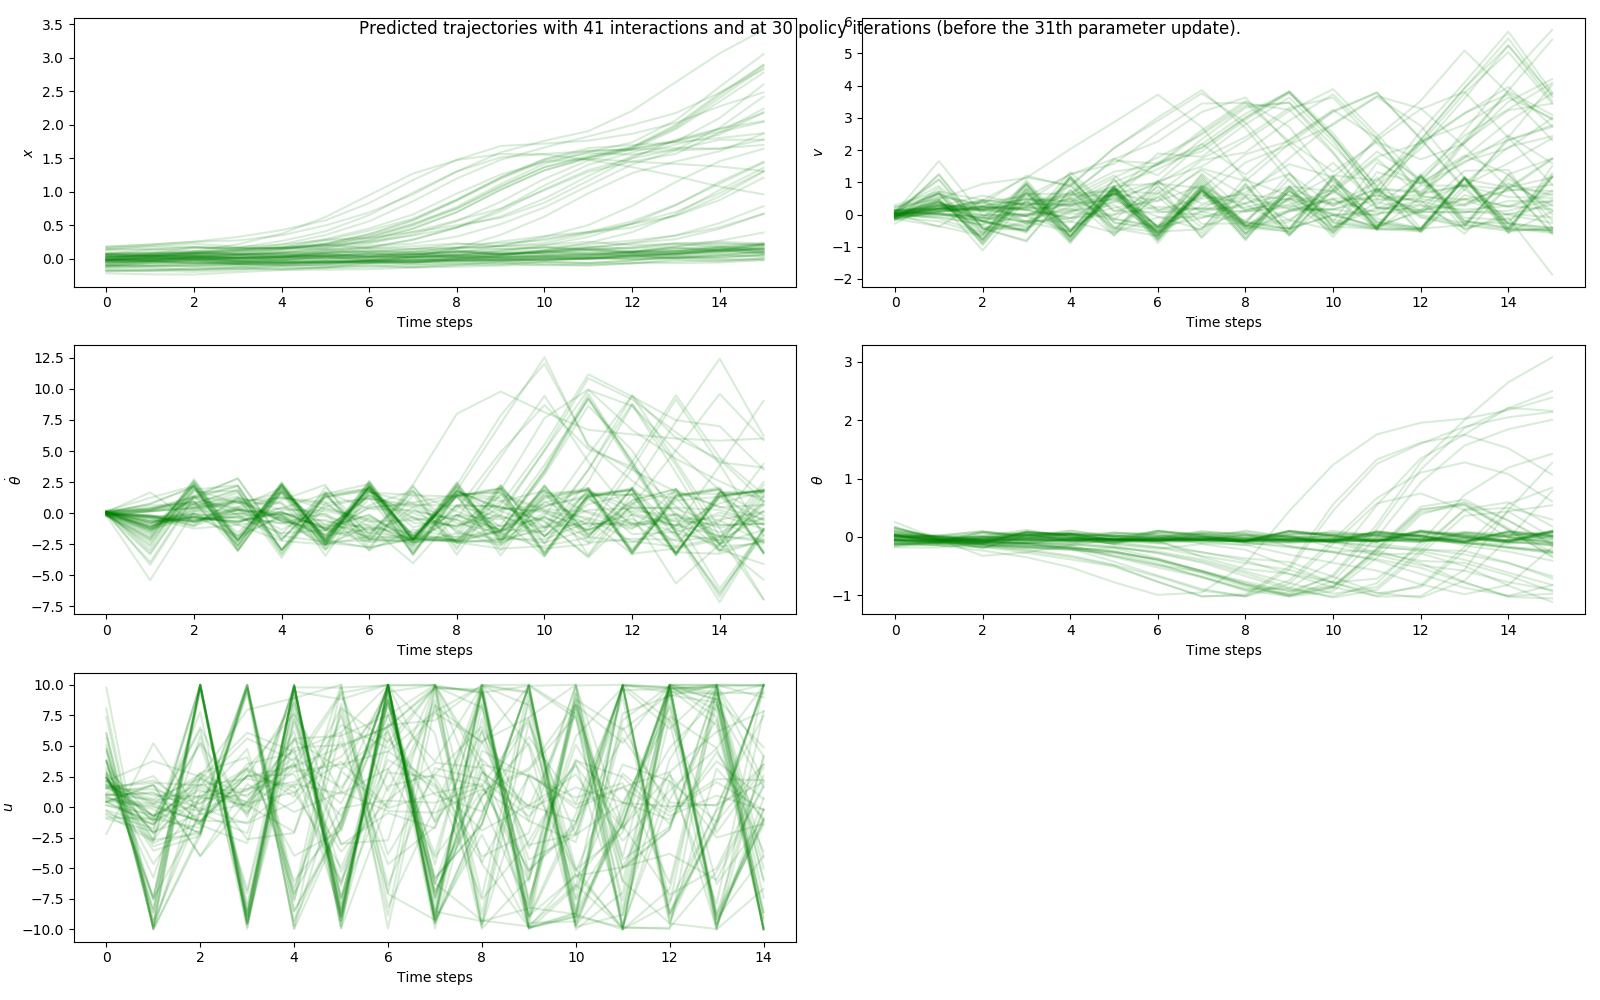 Predicted trajectories with 41 interactions and at 30 policy iterations (before the 31th parameter update).
3.5
3.0
2.5
2.0
1.5
1.0
0.5
0.0
x
0 2 4 6 8 10 12 14
Time steps
6
5
4
3
2
1
0
−1
−2
v
0 2 4 6 8 10 12 14
Time steps
12.5
10.0
7.5
5.0
2.5
0.0
−2.5
−5.0
−7.5
θ̇
0 2 4 6 8 10 12 14
Time steps
3
2
1
0
−1
θ
0 2 4 6 8 10 12 14
Time steps
10.0
7.5
5.0
2.5
0.0
−2.5
−5.0
−7.5
−10.0
u
0 2 4 6 8 10 12 14
Time steps